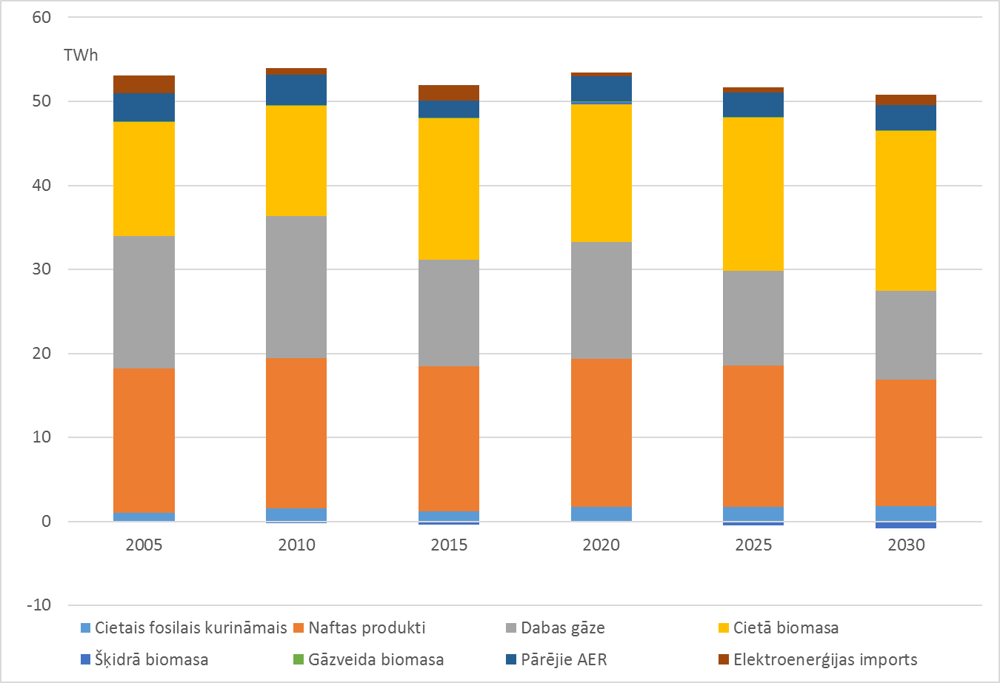 60
TWh
50
40
30
20
10
0
2005 2010 2015 2020 2025 2030
-10
Cietais fosilais kurināmais Naftas produkti Dabas gāze Cietā biomasa
Šķidrā biomasa Gāzveida biomasa Pārējie AER Elektroenerģijas imports